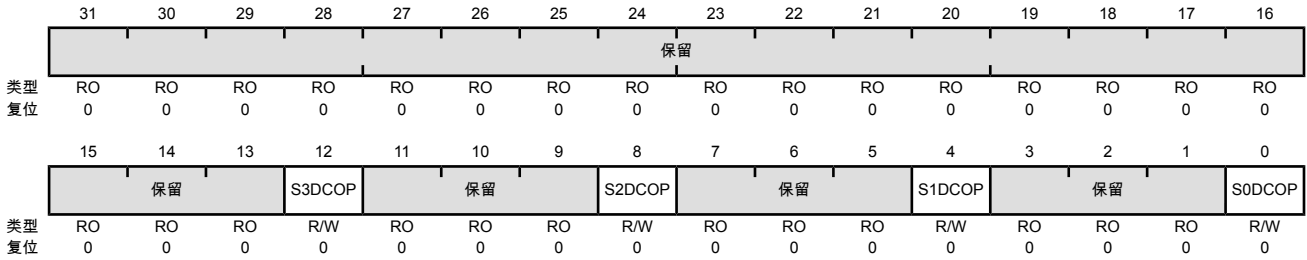 31 30 29 28 27 26 25 24 23 22 21 20 19 18 17 16
保留
类型 RO RO RO RO RO RO RO RO RO RO RO RO RO RO RO RO
复位 0 0 0 0 0 0 0 0 0 0 0 0 0 0 0 0
15 14 13 12 11 10 9 8 7 6 5 4 3 2 1 0
保留 S3DCOP 保留 S2DCOP 保留 S1DCOP 保留 S0DCOP
类型 RO RO RO R/W RO RO RO R/W RO RO RO R/W RO RO RO R/W
复位 0 0 0 0 0 0 0 0 0 0 0 0 0 0 0 0